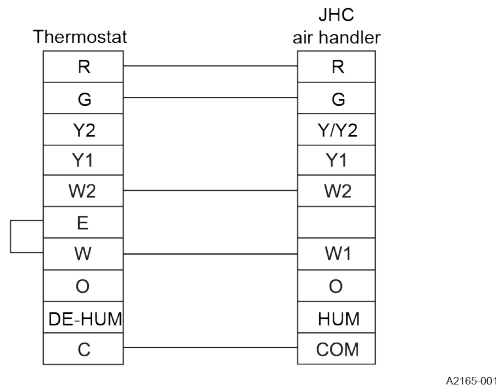 JHC
Thermostat air handler
R R
G G
Y2 Y/Y2
Y1 Y1
W2 W2
E
W W1
O O
DE-HUM HUM
C COM
A2165-001